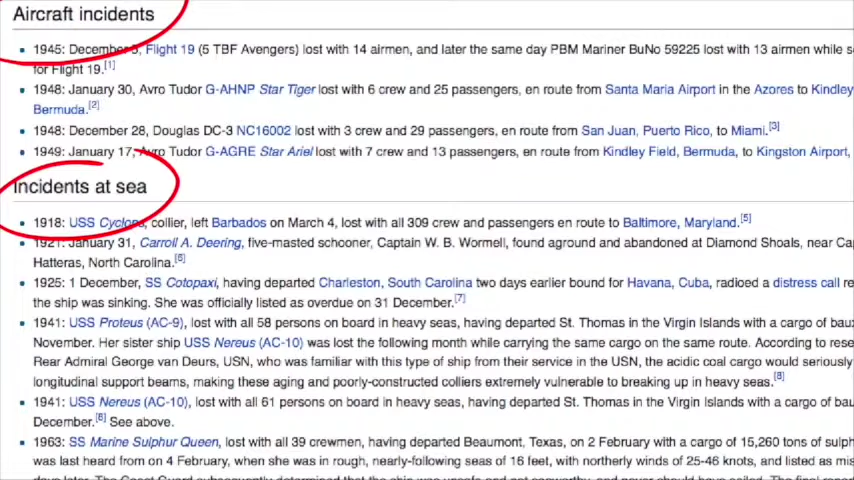 Aircraft incidents
1945: December 5, Flight 19 (5 TBF Avengers) lost with 14 airmen, and later the same day PBM Mariner BuNo 59225 lost with 13 airmen while
for Flight 19.[1]
1948: January 30, Avro Tudor G-AHNP Star Tiger lost with 6 crew and 25 passengers, en route from Santa Maria Airport in the Azores to Kindley
Bermuda.[2]
1948: December 28, Douglas DC-3 NC16002 lost with 3 crew and 29 passengers, en route from San Juan, Puerto Rico, to Miami.[3]
1949: January 17, Avro Tudor G-AGRE Star Ariel lost with 7 crew and 13 passengers, en route from Kindley Field, Bermuda, to Kingston Airport,
Incidents at sea
1918: USS Cyclops, collier, left Barbados on March 4, lost with all 309 crew and passengers en route to Baltimore, Maryland.[5]
1921: January 31, Carroll A. Deering, five-masted schooner, Captain W. B. Wormell, found aground and abandoned at Diamond Shoals, near
Hatteras, North Carolina.[6]
1925: 1 December, SS Cotopaxi, having departed Charleston, South Carolina two days earlier bound for Havana, Cuba, radioed a distress call
the ship was sinking. She was officially listed as overdue on 31 December.[7]
1941: USS Proteus (AC-9), lost with all 58 persons on board in heavy seas, having departed St. Thomas in the Virgin Islands with a cargo of
November. Her sister ship USS Nereus (AC-10) was lost the following month while carrying the same cargo on the same route. According to
Rear Admiral George van Deurs, USN, who was familiar with this type of ship from their service in the USN, the acidic coal cargo would seriously
longitudinal support beams, making these aging and poorly-constructed colliers extremely vulnerable to breaking up in heavy seas.[8]
1941: USS Nereus (AC-10), lost with all 61 persons on board in heavy seas, having departed St. Thomas in the Virgin Islands with a cargo of
December.[6] See above.
1963: SS Marine Sulphur Queen, lost with all 39 crewmen, having departed Beaumont, Texas, on 2 February with a cargo of 15,260 tons of
was last heard from on 4 February, when she was in rough, nearly-following seas of 16 feet, with northerly winds of 25-46 knots, and listed as